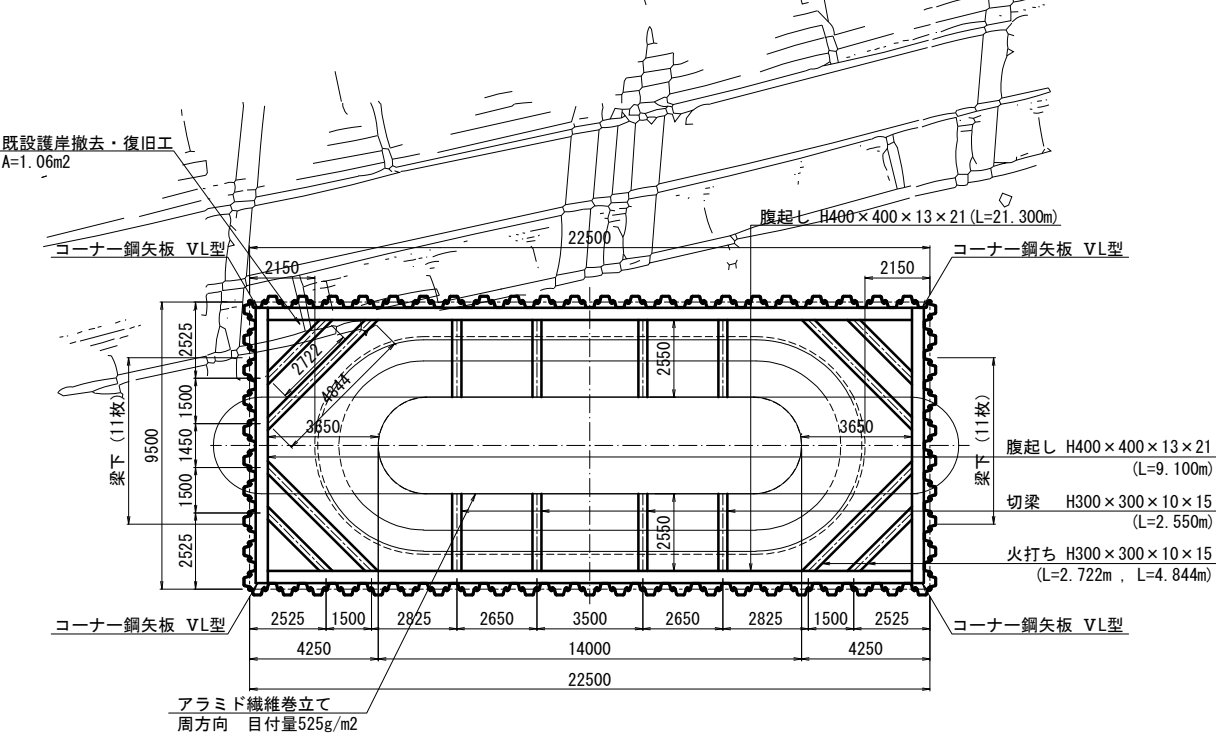 既設護岸撤去・復旧工
A=1.06m2
腹起し H400×400×13×21(L=21.300m)
22500
コーナー鋼矢板 VL型
コーナー鋼矢板 VL型
2150
2150
2525
2722
2550
4844
1500
梁下 (11枚)
9500
1450
3650
3650
梁下 (11枚)
腹起し H400×400×13×21
(L=9.100m)
1500
切梁 H300×300×10×15
(L=2.550m)
2525
2550
火打ち H300×300×10×15
(L=2.722m , L=4.844m)
コーナー鋼矢板 VL型
2525
1500
2825
2650
3500
2650
2825
1500
2525
コーナー鋼矢板 VL型
4250
14000
4250
22500
アラミド繊維巻立て
周方向 目付量525g/m2